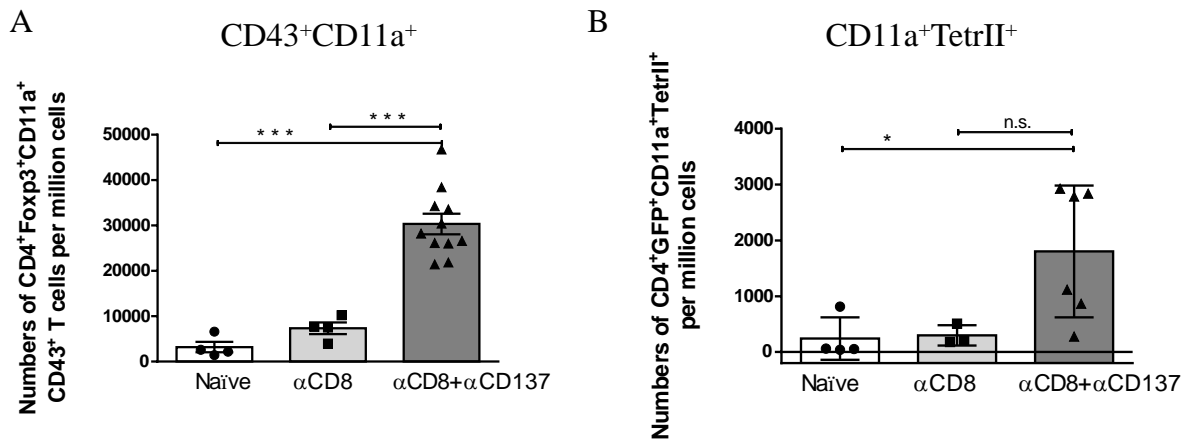 A
CD43⁺CD11a⁺
Numbers of CD4⁺Foxp3⁺CD11a⁺
CD43⁺ T cells per million cells
* * *
* * *
50000
40000
30000
20000
10000
0
Naïve
αCD8
αCD8+αCD137
B
CD11a⁺TetrII⁺
Numbers of CD4⁺GFP⁺CD11a⁺TetrII⁺
per million cells
n.s.
*
4000
3000
2000
1000
0
Naïve
αCD8
αCD8+αCD137